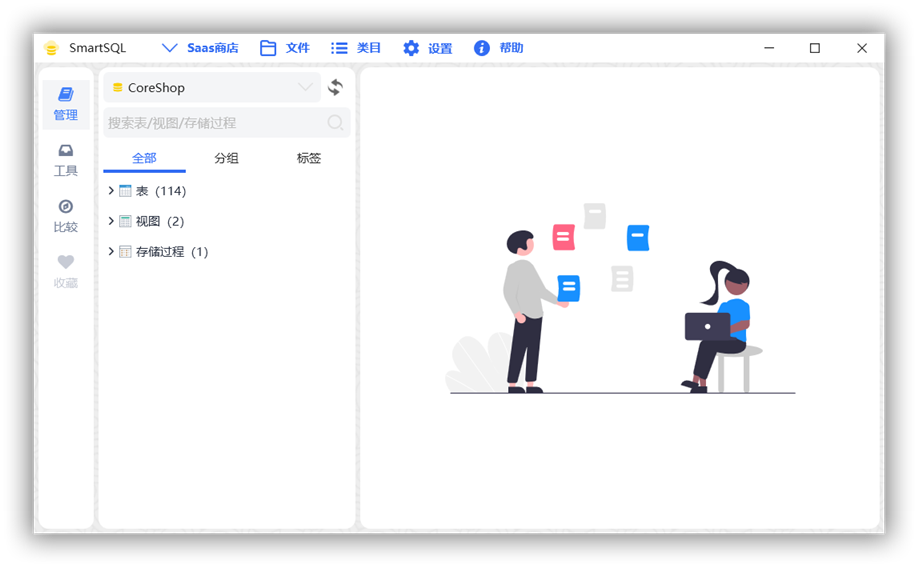 SmartSQL Saas商店 文件 类目 设置 帮助
管理
工具
比较
收藏
CoreShop
搜索表/视图/存储过程
全部 分组 标签
表 (114)
视图 (2)
存储过程 (1)